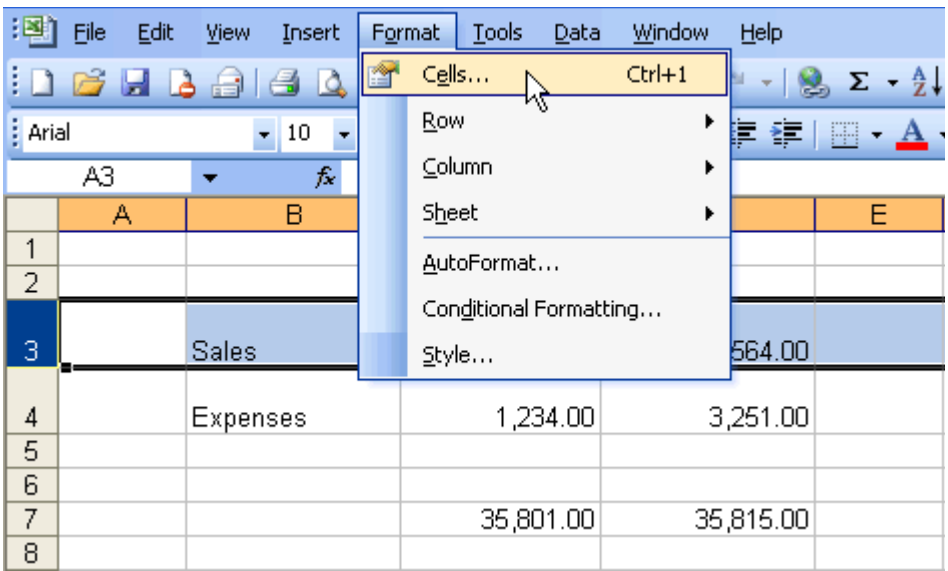 File Edit View Insert Format Tools Data Window Help
Cells... Ctrl+1
Σ A Z
Arial 10 A
Row
A3 fx
Column
A B Sheet E
1
2 AutoFormat...
Conditional Formatting...
3 Sales Style... 564.00
4 Expenses 1,234.00 3,251.00
5
6
7 35,801.00 35,815.00
8